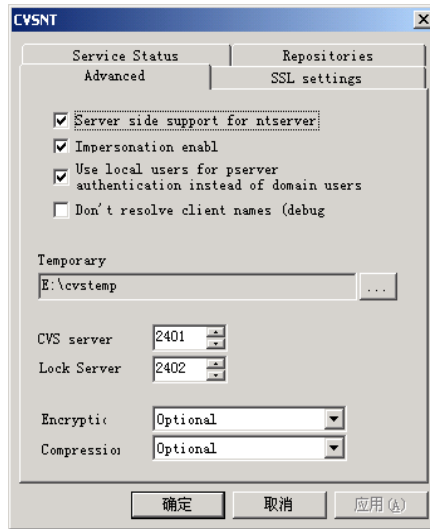 CVSNT
Service Status
Repositories
Advanced
SSL settings
Server side support for ntserver
Impersonation enabl
Use local users for pserver
authentication instead of domain users
Don't resolve client names (debug
Temporary
E:\cvstemp
...
CVS server
2401
Lock Server
2402
Encryptic
Optional
Compression
Optional
确定
取消
应用(A)